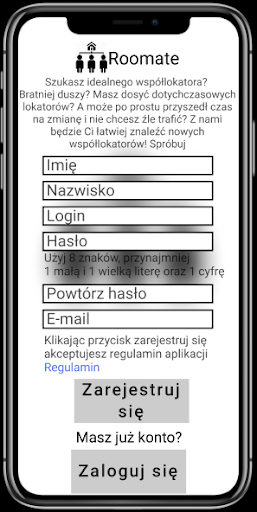 Roomate
Szukasz idealnego współlokatora?
Bratniej duszy? Masz dosyć dotychczasowych
lokatorów? A może po prostu przyszedł czas
na zmianę i nie chcesz źle trafić? Z nami
będzie Ci łatwiej znaleźć nowych
współlokatorów! Spróbuj
Imię
Nazwisko
Login
Hasło
Użyj 8 znaków, przynajmniej
1 małą i 1 wielką literę oraz 1 cyfrę
Powtórz hasło
E-mail
Klikając przycisk zarejestruj się
akceptujesz regulamin aplikacji
Regulamin
Zarejestruj
się
Masz już konto?
Zaloguj się